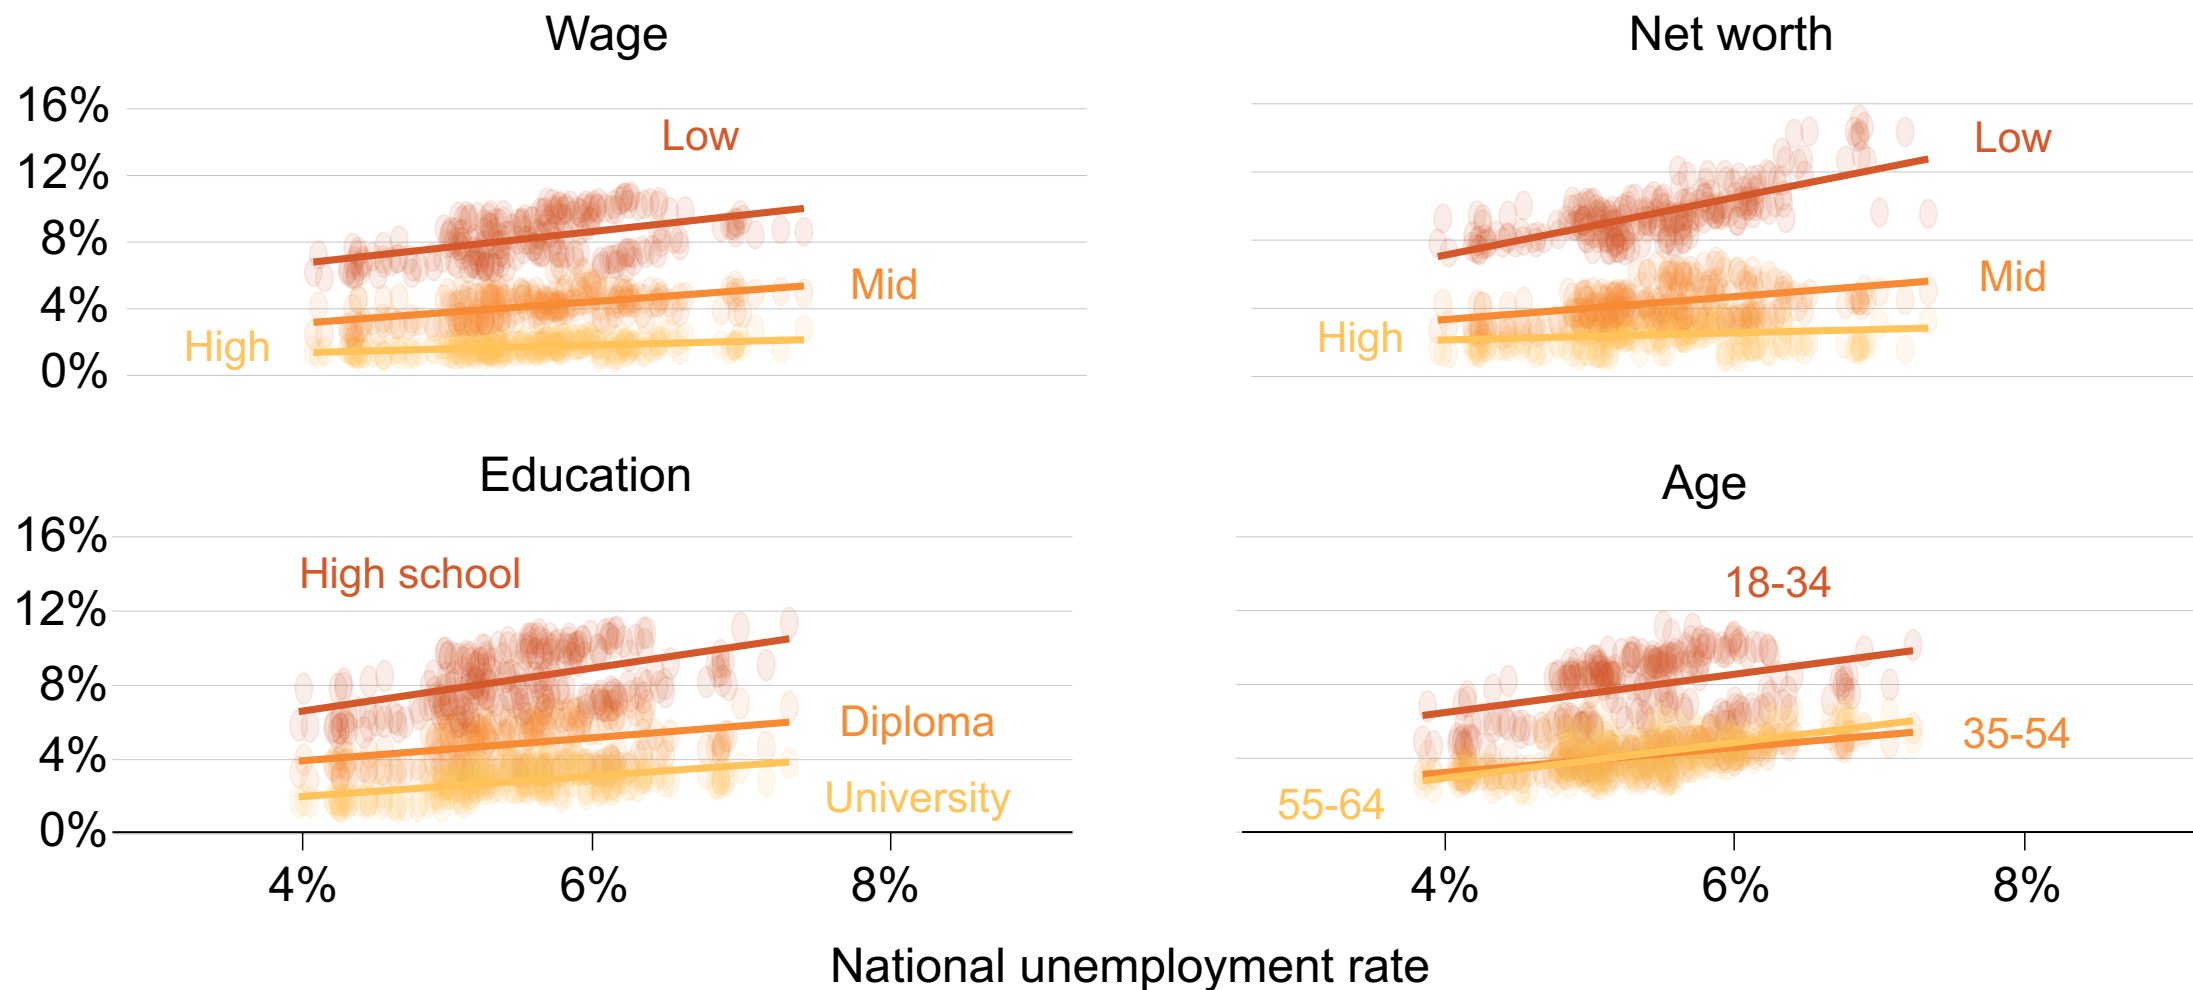 Wage
16%
12%
8%
4%
0%
Low
Mid
High
Net worth
Low
Mid
High
Education
16%
12%
8%
4%
0%
High school
Diploma
University
4%
6%
8%
Age
18-34
35-54
55-64
4%
6%
8%
National unemployment rate